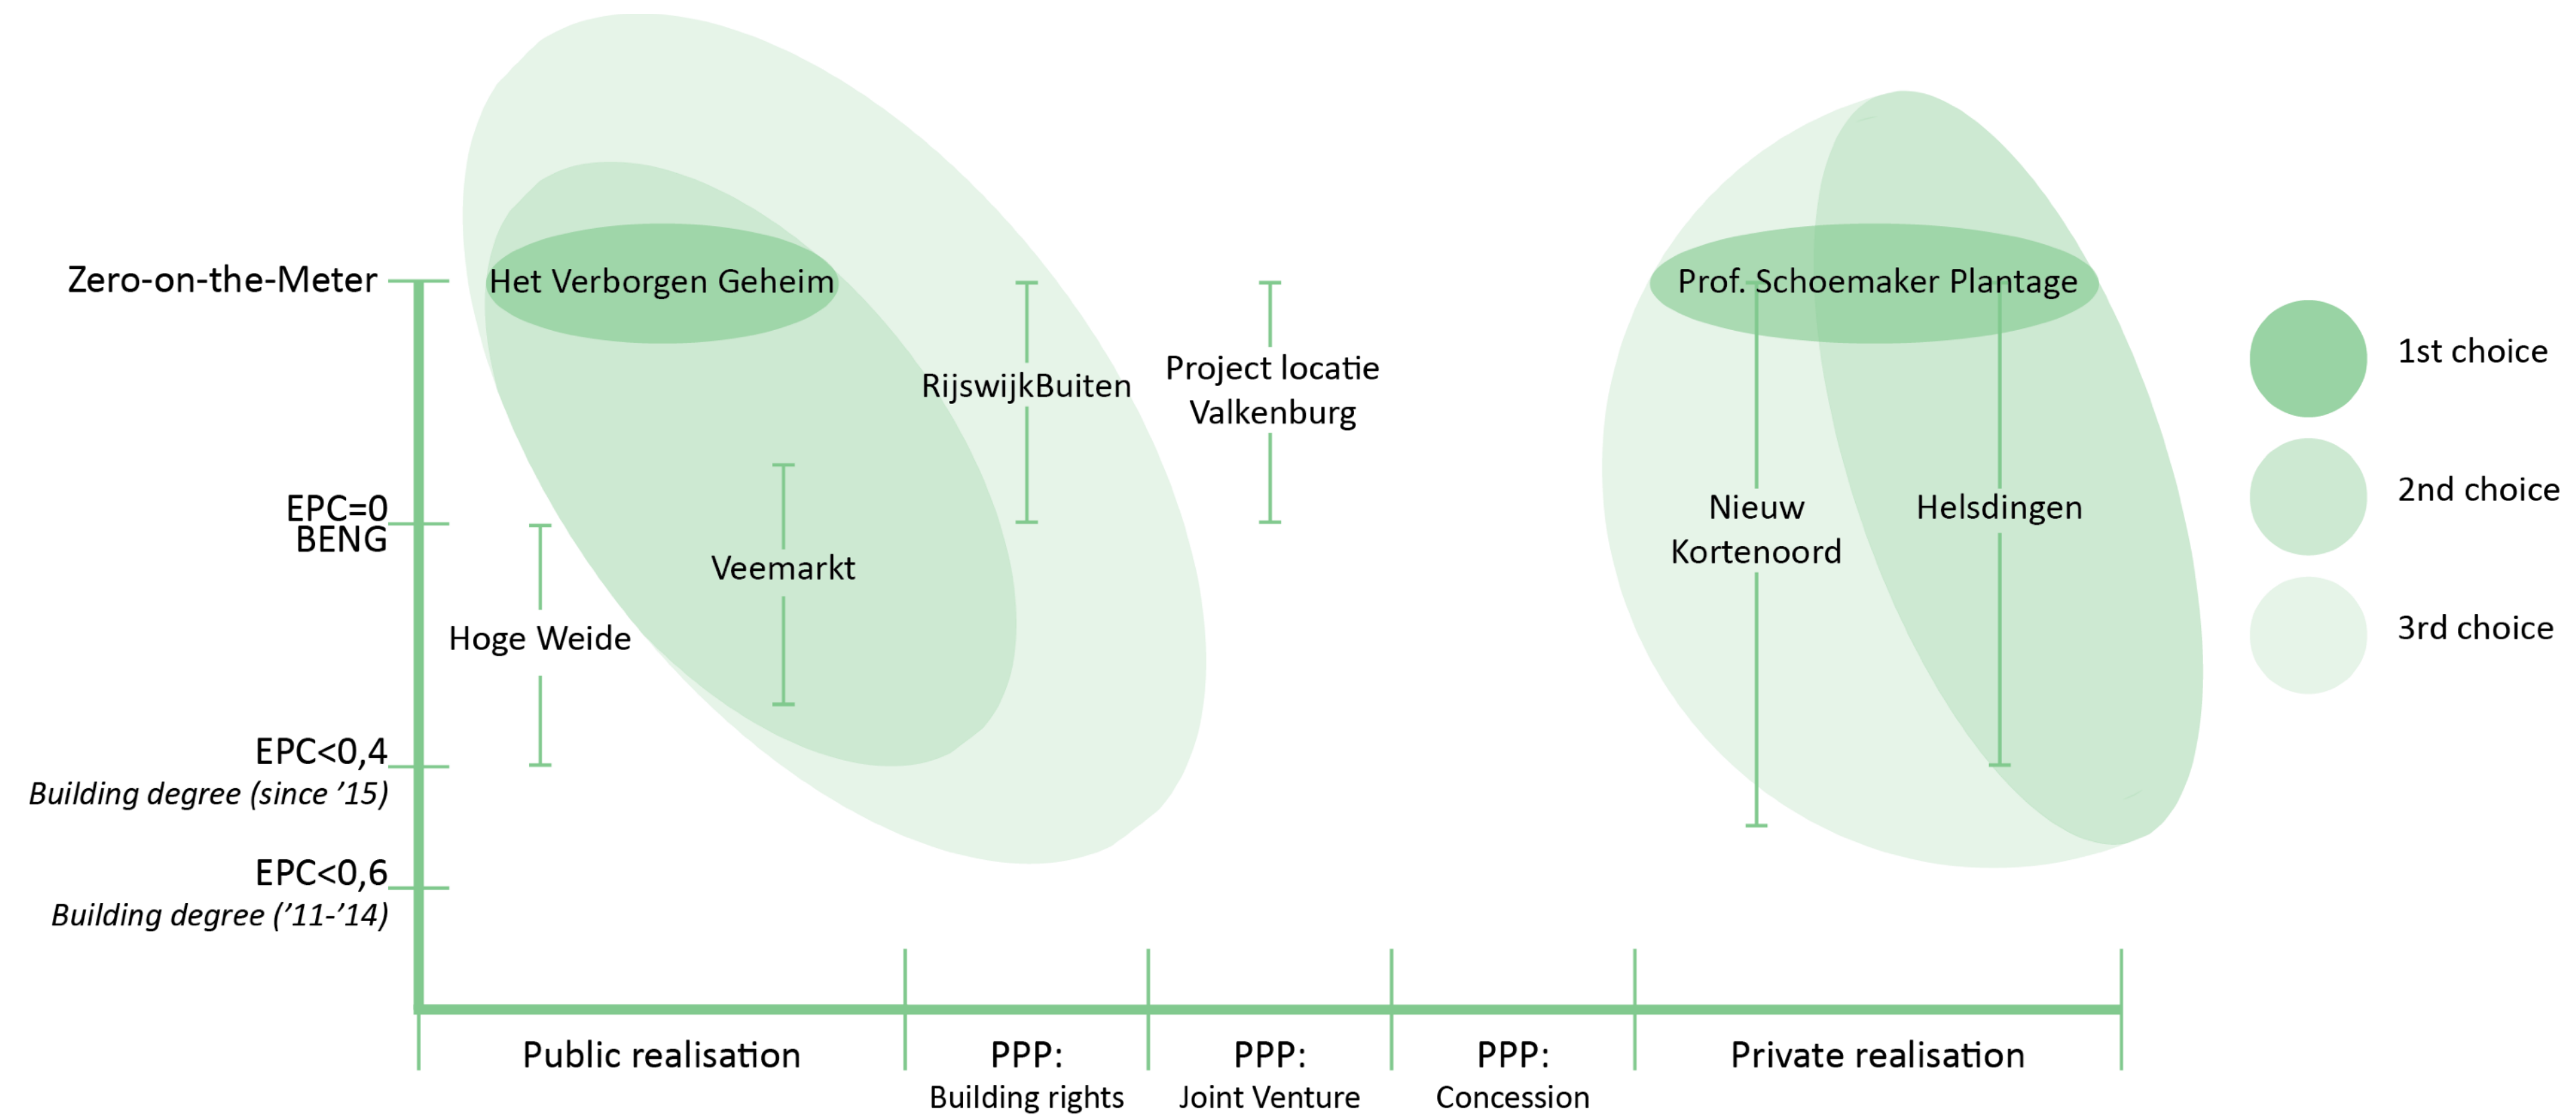 Zero-on-the-Meter
EPC=0
BENG
EPC<0,4
Building degree (since ’15)
EPC<0,6
Building degree (’11-’14)
Het Verborgen Geheim
Hoge Weide
Veemarkt
RijswijkBuiten
Project locatie
Valkenburg
Prof. Schoemaker Plantage
Nieuw
Kortenoord
Helsdingen
1st choice
2nd choice
3rd choice
Public realisation
PPP:
Building rights
PPP:
Joint Venture
PPP:
Concession
Private realisation